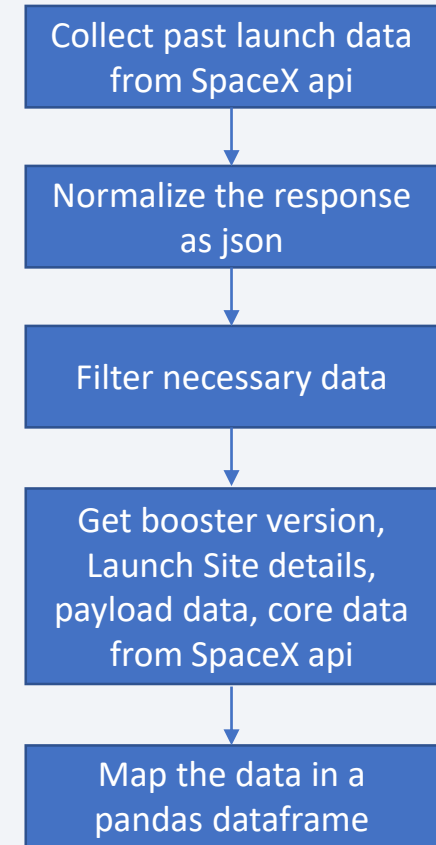 Collect past launch data
from SpaceX api
Normalize the response
as json
Filter necessary data
Get booster version,
Launch Site details,
payload data, core data
from SpaceX api
Map the data in a
pandas dataframe